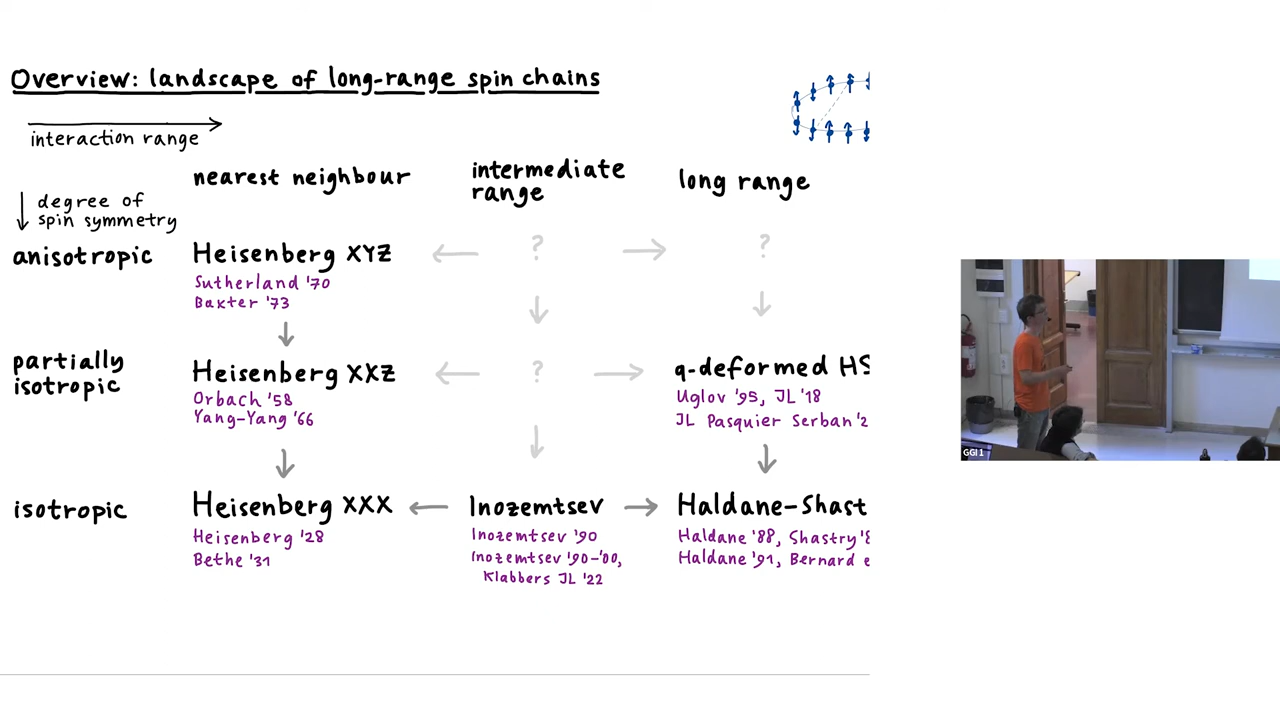 Overview: landscape of long-range spin chains
interaction range
nearest neighbour
intermediate range
long range
degree of spin symmetry
anisotropic
Heisenberg XYZ
?
?
Sutherland '70
Baxter '73
partially isotropic
Heisenberg XXZ
?
q-deformed HS
Orbach '58
Yang-Yang '66
Uglov '95, JL '18
JL Pasquier Serban '2
isotropic
Heisenberg XXX
Inozemtsev
Haldane-Shast
Heisenberg '28
Bethe '31
Inozemtsev '90
Inozemtsev '90-'00,
Klabbers JL '22
Haldane '88, Shastry '8
Haldane '91, Bernard e
GGI 1